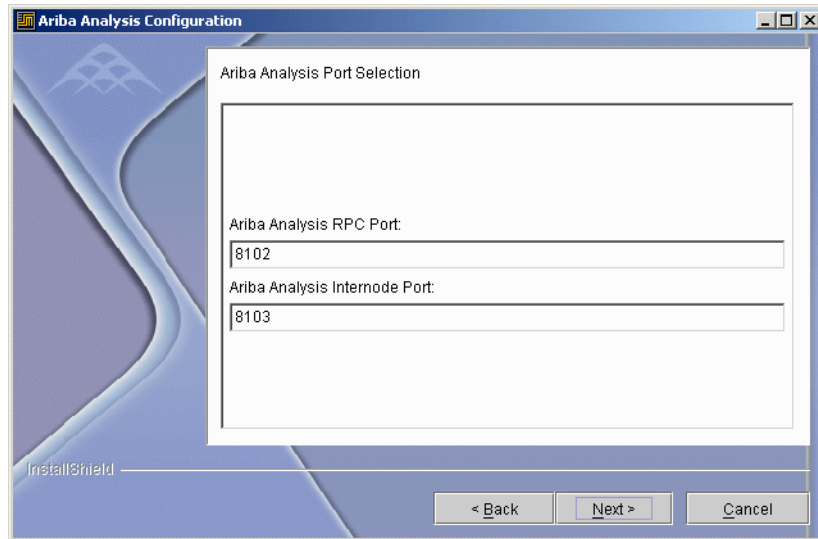 Ariba Analysis Configuration
Ariba Analysis Port Selection
Ariba Analysis RPC Port:
8102
Ariba Analysis Internode Port:
8103
InstallShield
< Back Next > Cancel